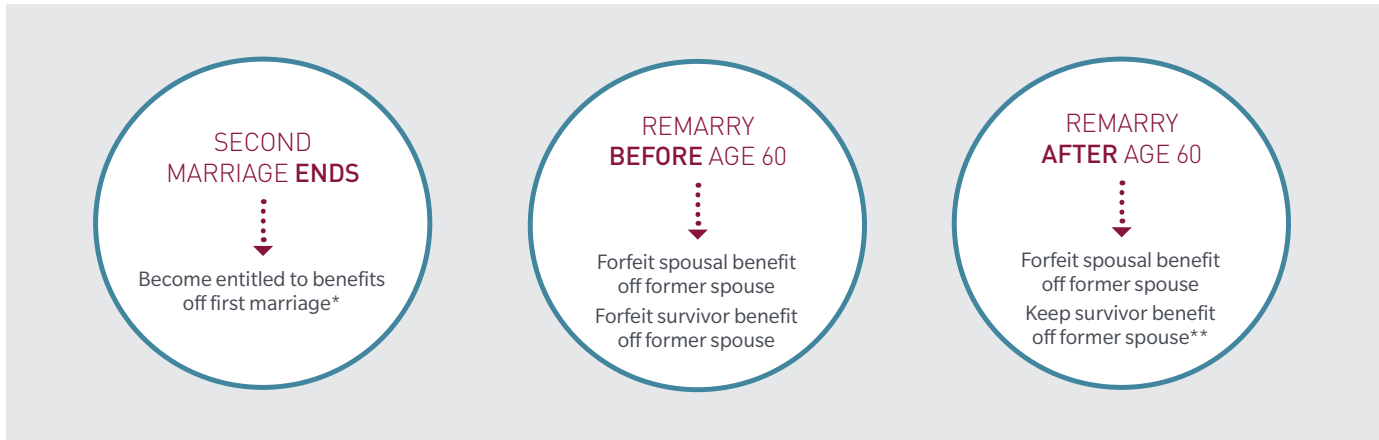 SECOND
MARRIAGE ENDS
Become entitled to benefits
off first marriage*
REMARRY
BEFORE AGE 60
Forfeit spousal benefit
off former spouse
Forfeit survivor benefit
off former spouse
REMARRY
AFTER AGE 60
Forfeit spousal benefit
off former spouse
Keep survivor benefit
off former spouse**